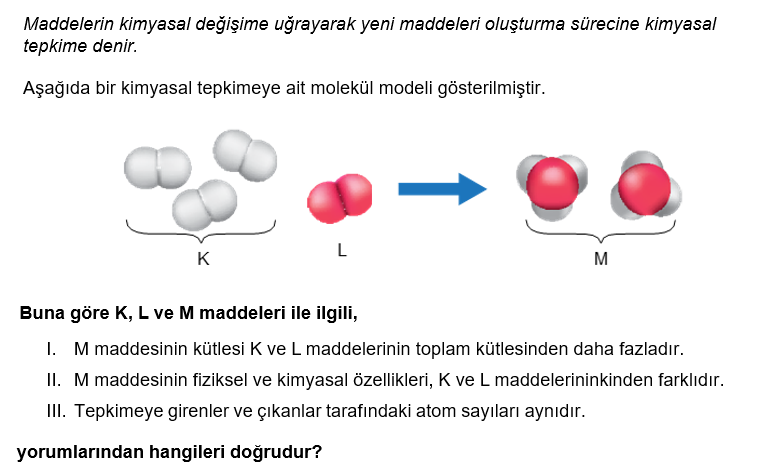 Maddelerin kimyasal değişime uğrayarak yeni maddeleri oluşturma sürecine kimyasal
tepkime denir.
Aşağıda bir kimyasal tepkimeye ait molekül modeli gösterilmiştir.
K
L
M
Buna göre K, L ve M maddeleri ile ilgili,
I. M maddesinin kütlesi K ve L maddelerinin toplam kütlesinden daha fazladır.
II. M maddesinin fiziksel ve kimyasal özellikleri, K ve L maddelerininkinden farklıdır.
III. Tepkimeye girenler ve çıkanlar tarafındaki atom sayıları aynıdır.
yorumlarından hangileri doğrudur?